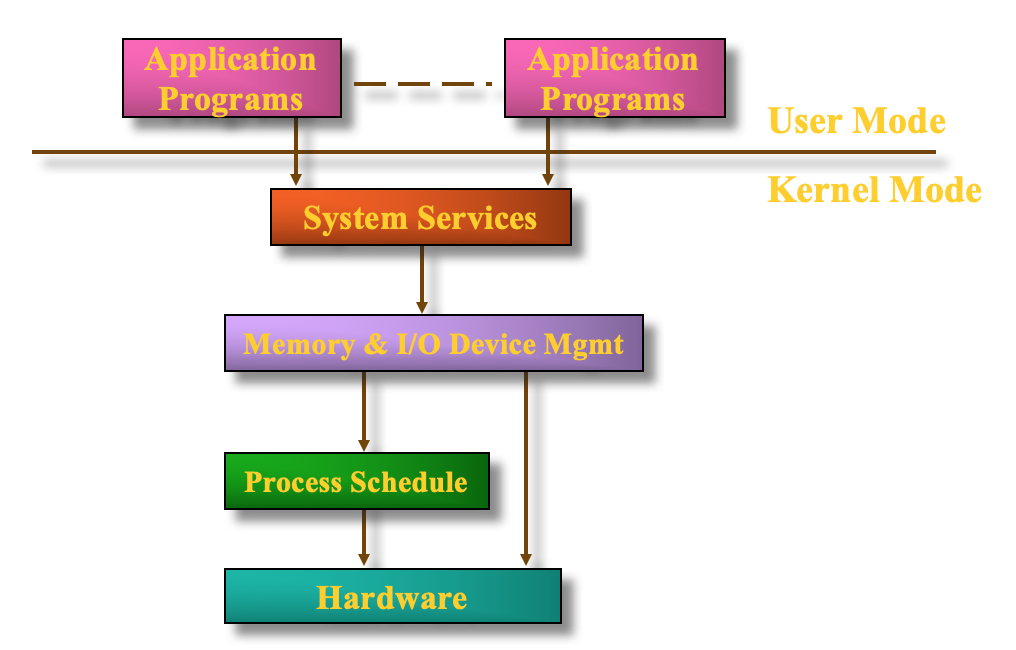 Application
Programs
Application
Programs
User Mode
Kernel Mode
System Services
Memory & I/O Device Mgmt
Process Schedule
Hardware